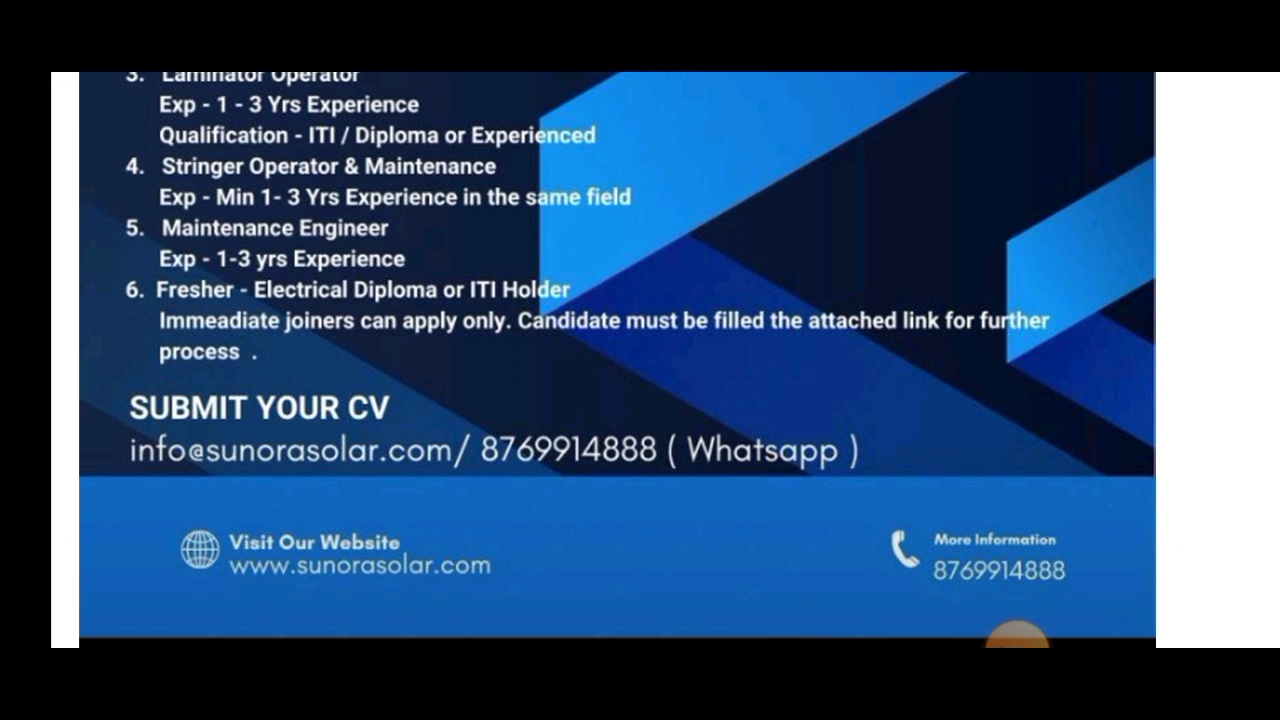 3. Laminator Operator
Exp - 1 - 3 Yrs Experience
Qualification - ITI / Diploma or Experienced
4. Stringer Operator & Maintenance
Exp - Min 1- 3 Yrs Experience in the same field
5. Maintenance Engineer
Exp - 1-3 yrs Experience
6. Fresher - Electrical Diploma or ITI Holder
Immeadiate joiners can apply only. Candidate must be filled the attached link for further
process .
SUBMIT YOUR CV
info@sunorasolar.com/ 8769914888 ( Whatsapp )
Visit Our Website
www.sunorasolar.com
More Information
8769914888